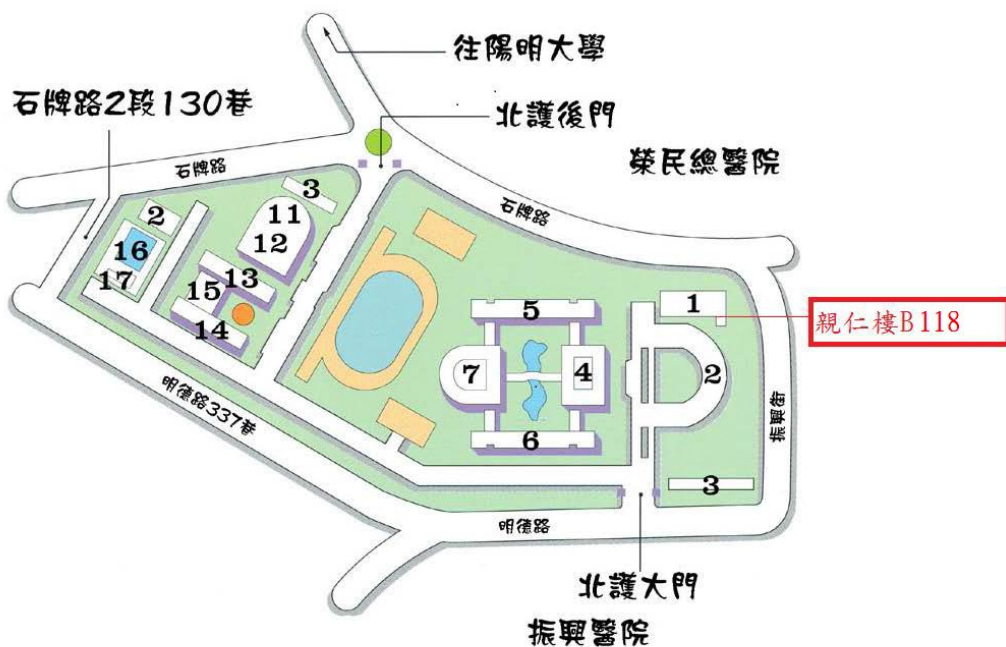 往陽明大學
石牌路2段130巷
北護後門
榮民總醫院
石牌路
石牌路
3
2
11
12
16
17
13
15
14
5
1
親仁樓B118
7
4
2
6
3
明德路337巷
振興街
明德路
北護大門
振興醫院